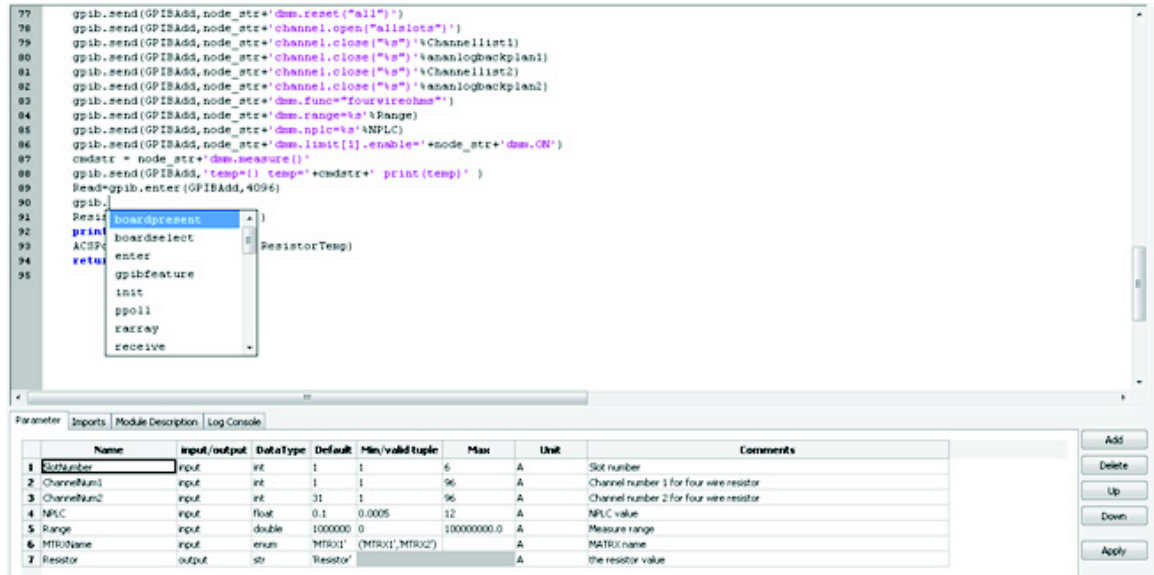 77 gpib.send(GPIBAdd,node_str+'dmm.reset("all")')
78 gpib.send(GPIBAdd,node_str+'channel.open("allslots")')
79 gpib.send(GPIBAdd,node_str+'channel.close("%s")'%Channellist1)
80 gpib.send(GPIBAdd,node_str+'channel.close("%s")'%ananlogbackplan1)
81 gpib.send(GPIBAdd,node_str+'channel.close("%s")'%Channellist2)
82 gpib.send(GPIBAdd,node_str+'channel.close("%s")'%ananlogbackplan2)
83 gpib.send(GPIBAdd,node_str+'dmm.func="fourwireohms"')
84 gpib.send(GPIBAdd,node_str+'dmm.range=%s'%Range)
85 gpib.send(GPIBAdd,node_str+'dmm.nplc=%s'%NPLC)
86 gpib.send(GPIBAdd,node_str+'dmm.limit[1].enable='+node_str+'dmm.ON')
87 cmdstr = node_str+'dmm.measure()'
88 gpib.send(GPIBAdd,'temp={} temp='+cmdstr+' print(temp)' )
89 Read=gpib.enter(GPIBAdd,4096)
90 gpib.
91 Resis )
92 print
93 ACSPo ResistorTemp)
94 retu
95
boardpresent
boardselect
enter
gpibfeature
init
ppoll
rarray
receive
Parameter Imports Module Description Log Console
Name input/output DataType Default Min/valid tuple Max Unit Comments
1 SlotNumber input int 1 1 6 A Slot number
2 ChannelNum1 input int 1 1 96 A Channel number 1 for four wire resistor
3 ChannelNum2 input int 31 1 96 A Channel number 2 for four wire resistor
4 NPLC input float 0.1 0.0005 12 A NPLC value
5 Range input double 1000000 0 100000000.0 A Measure range
6 MTRXName input enum 'MTRX1' ('MTRX1','MTRX2') A MATRX name
7 Resistor output str 'Resistor' A the resistor value
Add
Delete
Up
Down
Apply